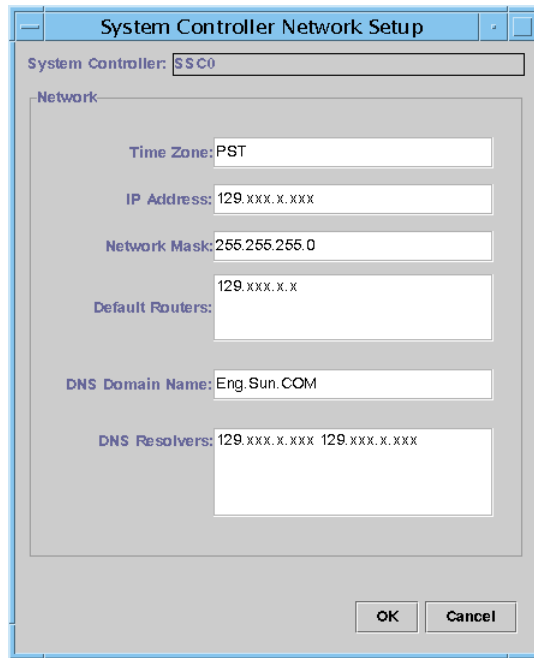 System Controller Network Setup
System Controller: SSC0
Network
Time Zone: PST
IP Address: 129.xxx.x.xxx
Network Mask: 255.255.255.0
Default Routers: 129.xxx.x.x
DNS Domain Name: Eng.Sun.COM
DNS Resolvers: 129.xxx.x.xxx 129.xxx.x.xxx
OK Cancel